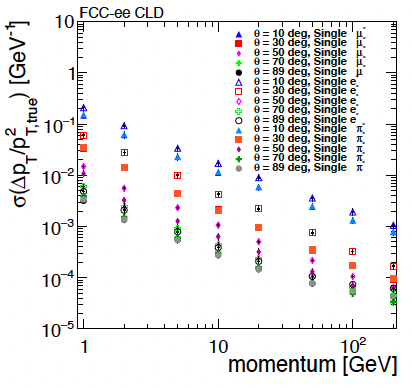 FCC-ee CLD
σ(Δp_T/p²_T,true) [GeV⁻¹]
10
1
10⁻¹
10⁻²
10⁻³
10⁻⁴
10⁻⁵
θ = 10 deg, Single μ⁻
θ = 30 deg, Single μ⁻
θ = 50 deg, Single μ⁻
θ = 70 deg, Single μ⁻
θ = 89 deg, Single μ⁻
θ = 10 deg, Single e⁻
θ = 30 deg, Single e⁻
θ = 50 deg, Single e⁻
θ = 70 deg, Single e⁻
θ = 89 deg, Single e⁻
θ = 10 deg, Single π⁻
θ = 30 deg, Single π⁻
θ = 50 deg, Single π⁻
θ = 70 deg, Single π⁻
θ = 89 deg, Single π⁻
1 10 10²
momentum [GeV]